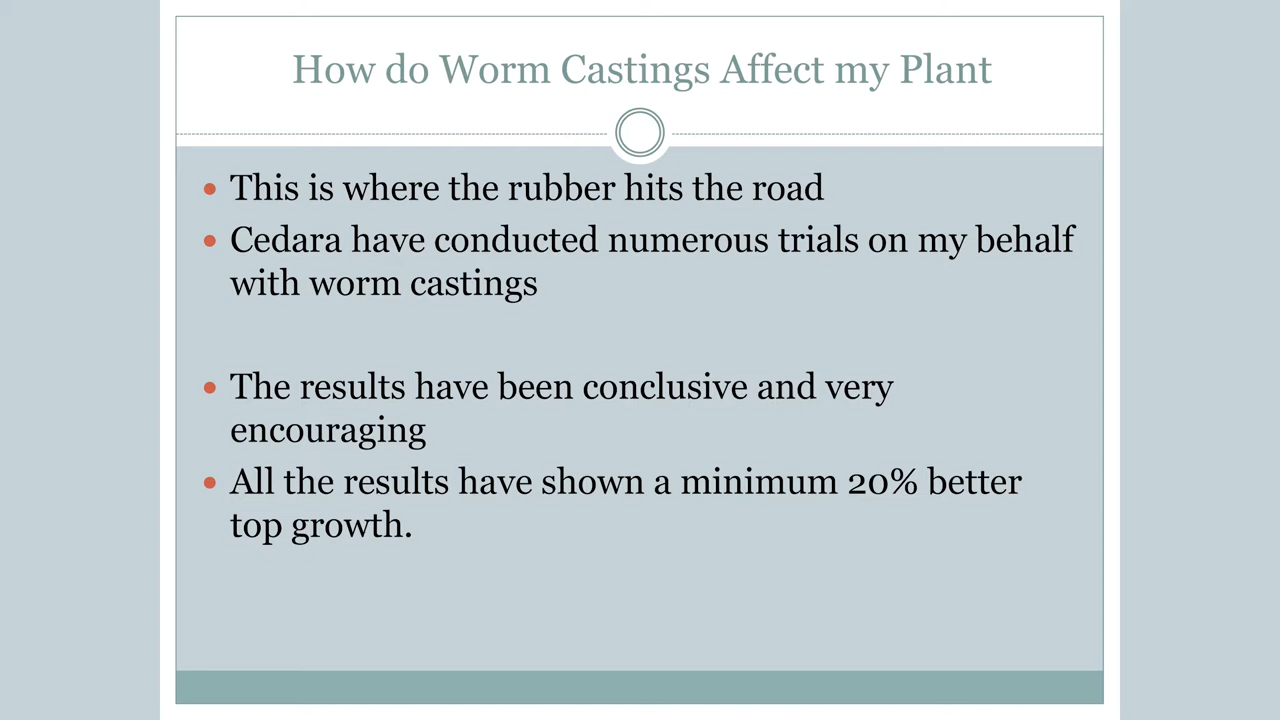 How do Worm Castings Affect my Plant
This is where the rubber hits the road
Cedara have conducted numerous trials on my behalf
with worm castings
The results have been conclusive and very
encouraging
All the results have shown a minimum 20% better
top growth.